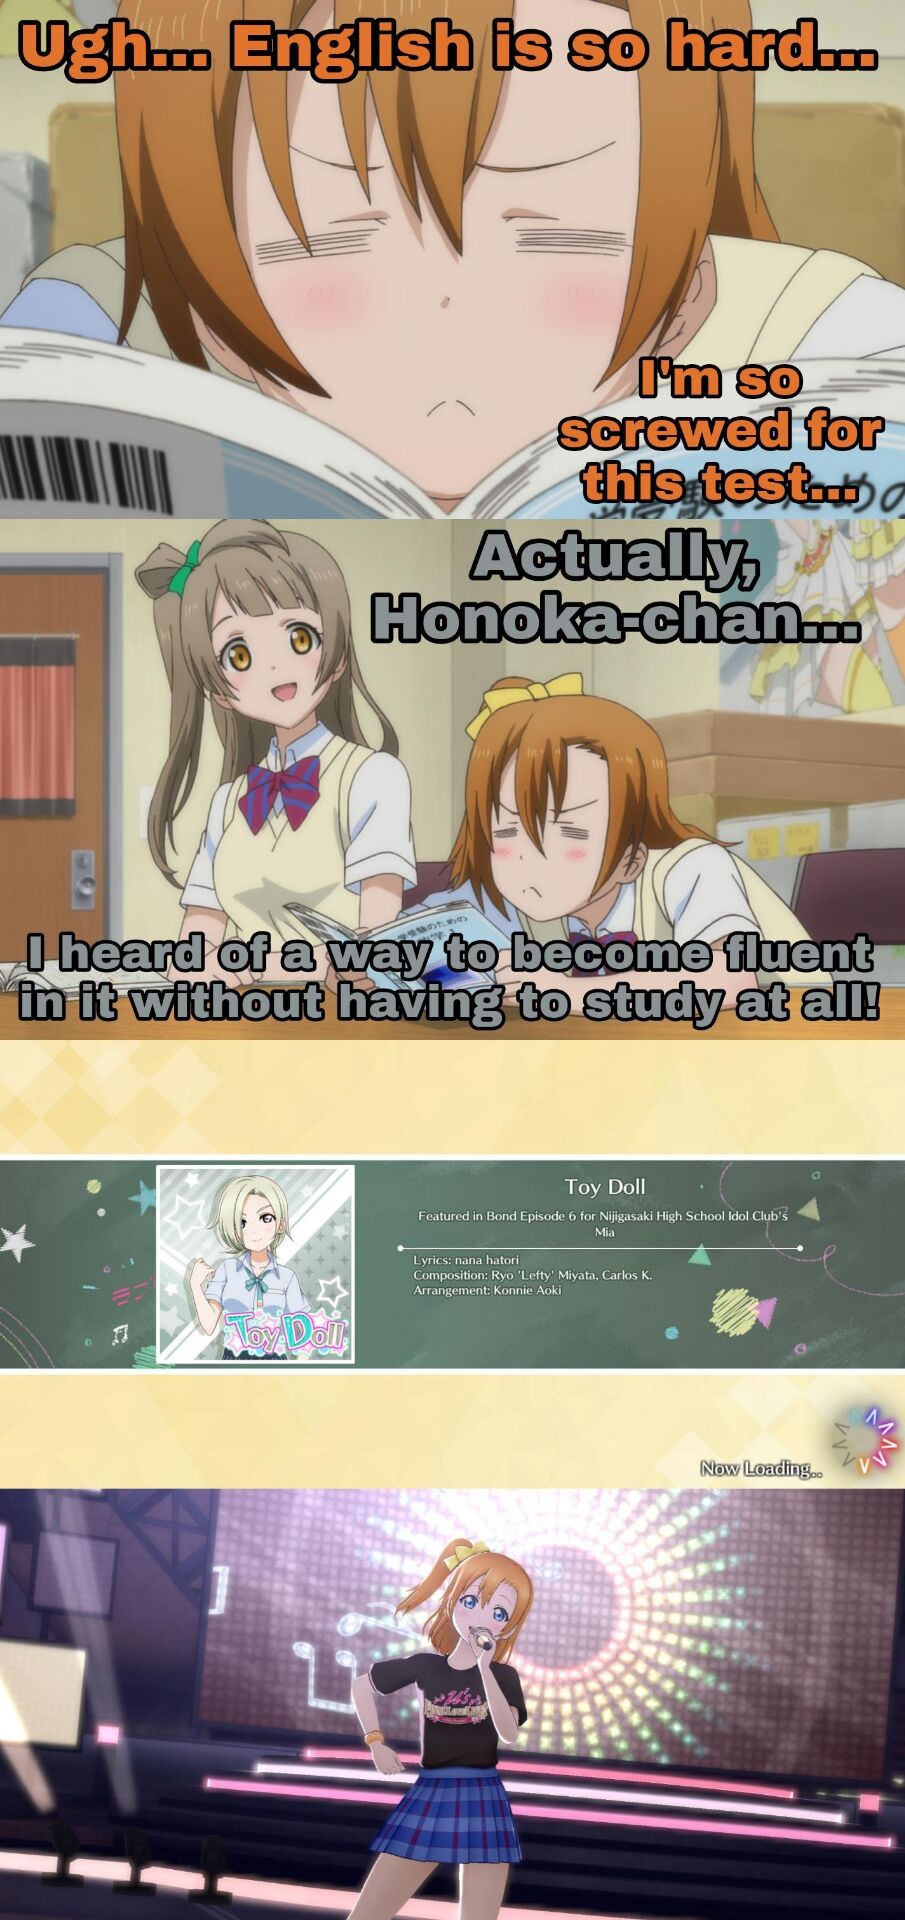 Ugh... English is so hard...
I'm so
screwed for
this test...
Actually,
Honoka-chan...
I heard of a way to become fluent
in it without having to study at all!
Toy Doll
Featured in Bond Episode 6 for Nijigasaki High School Idol Club's
Mia
Lyrics: nana hatori
Composition: Ryo 'Lefty' Miyata, Carlos K.
Arrangement: Konnie Aoki
Toy Doll
Now Loading..